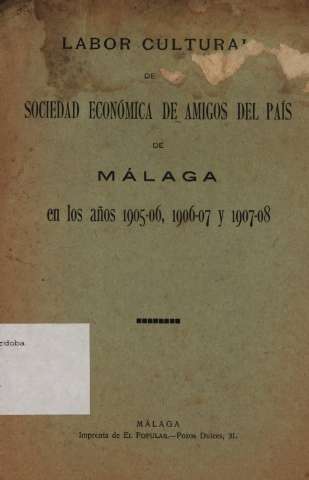 LABOR CULTURAL
DE
SOCIEDAD ECONÓMICA DE AMIGOS DEL PAÍS
DE
MÁLAGA
en los años 1905-06, 1906-07 y 1907-08
rdoba
MÁLAGA
Imprenta de EL POPULAR.—Pozos Dulces, 31.